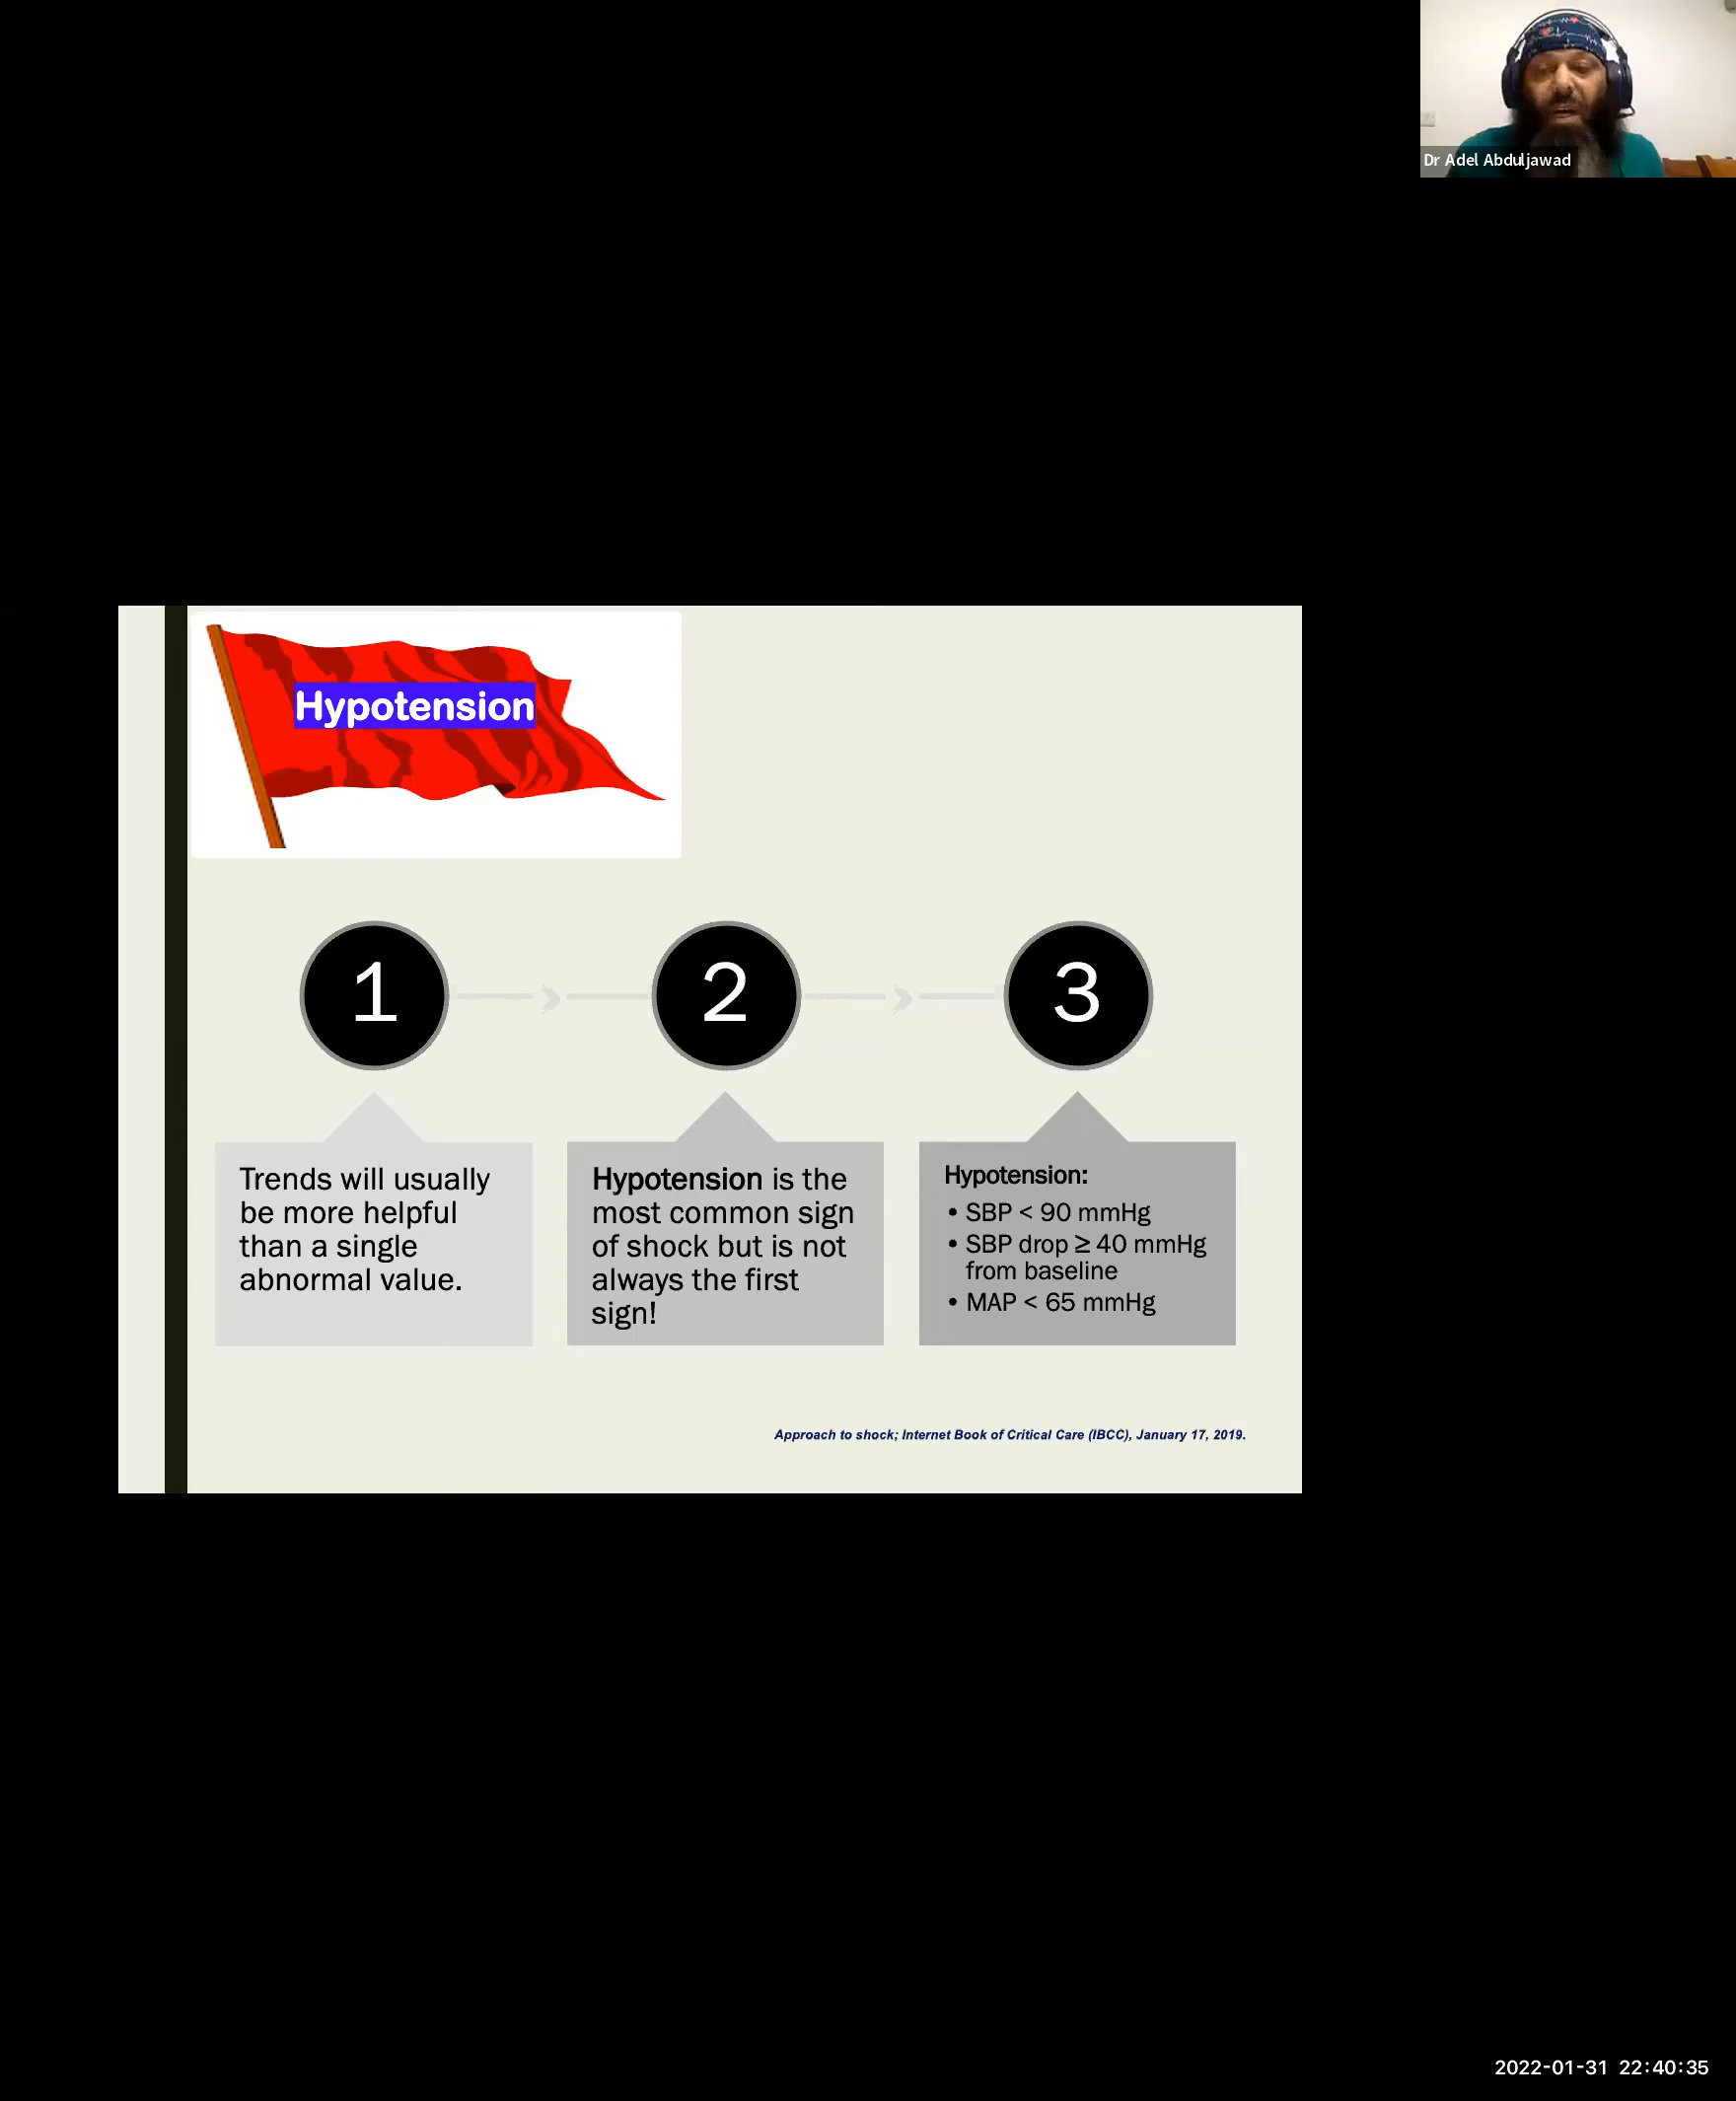 Dr Adel Abduljawad
Hypotension
1
2
3
Trends will usually
be more helpful
than a single
abnormal value.
Hypotension is the
most common sign
of shock but is not
always the first
sign!
Hypotension:
• SBP < 90 mmHg
• SBP drop ≥ 40 mmHg
from baseline
• MAP < 65 mmHg
Approach to shock; Internet Book of Critical Care (IBCC), January 17, 2019.
2022-01-31 22:40:35